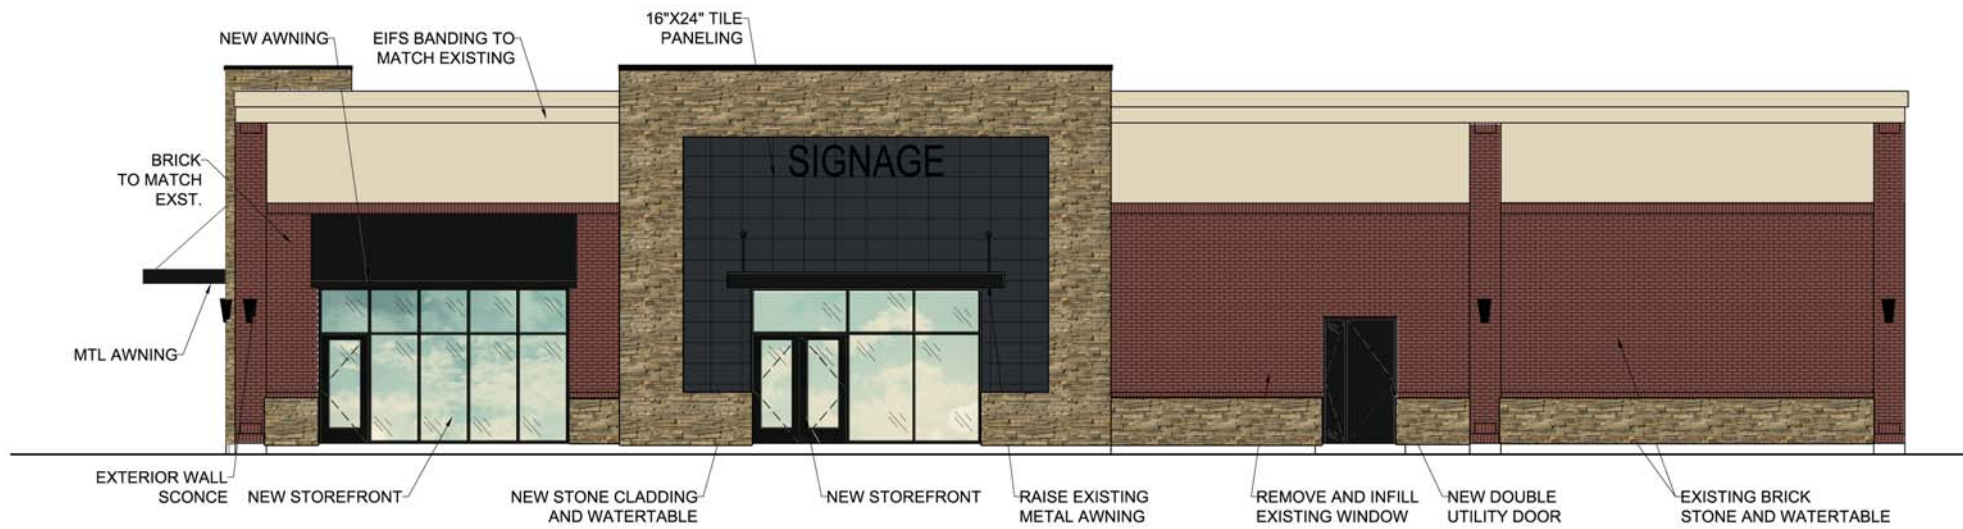 NEW AWNING
EIFS BANDING TO
MATCH EXISTING
16"X24" TILE
PANELING
BRICK
TO MATCH
EXST.
SIGNAGE
MTL AWNING
EXTERIOR WALL
SCONCE
NEW STOREFRONT
NEW STONE CLADDING
AND WATERTABLE
NEW STOREFRONT
RAISE EXISTING
METAL AWNING
REMOVE AND INFILL
EXISTING WINDOW
NEW DOUBLE
UTILITY DOOR
EXISTING BRICK
STONE AND WATERTABLE